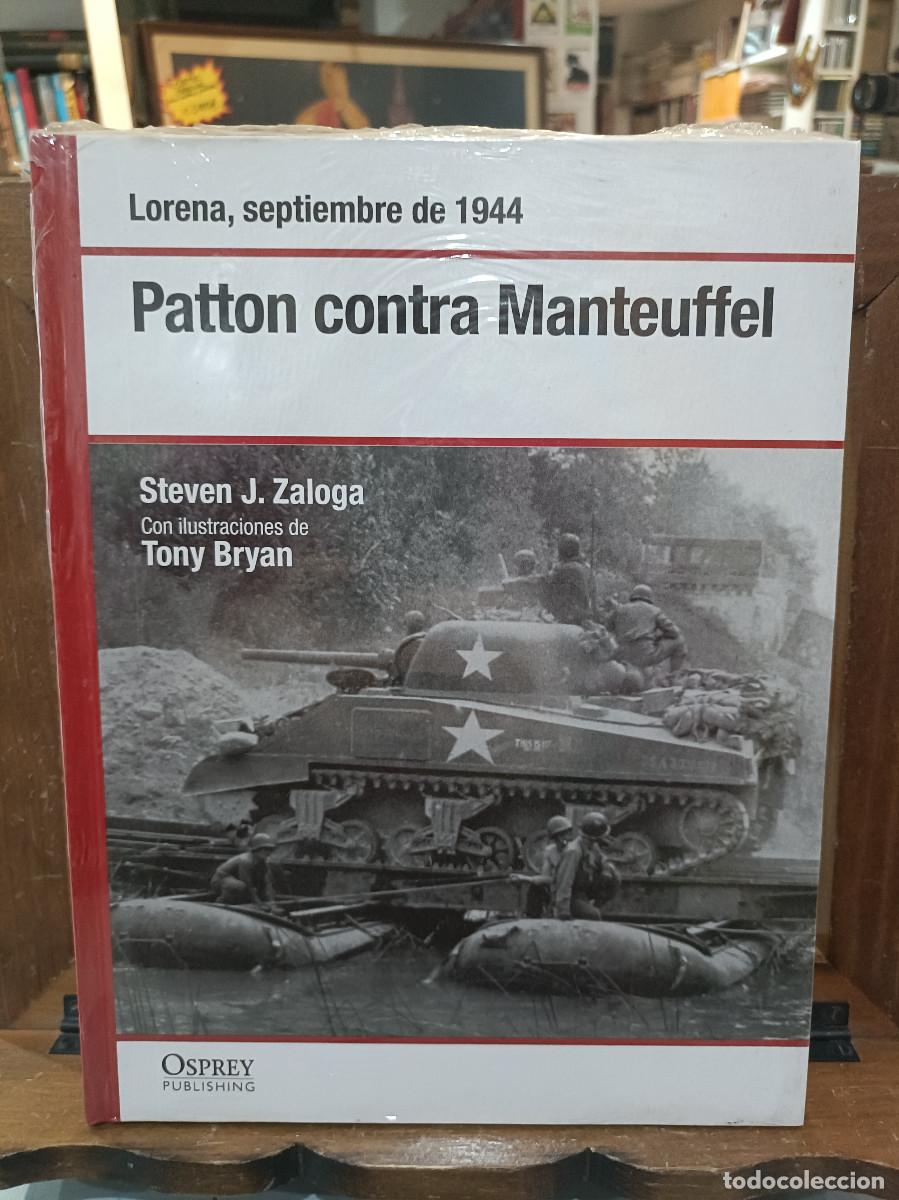 Lorena, septiembre de 1944
Patton contra Manteuffel
Steven J. Zaloga
Con ilustraciones de
Tony Bryan
OSPREY
PUBLISHING
todocoleccion